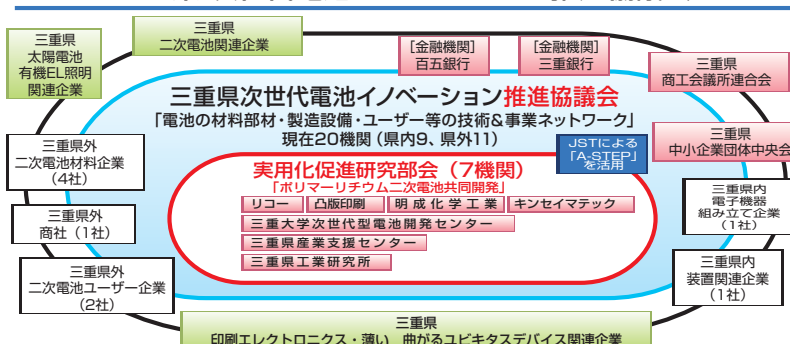 三重県
太陽電池
有機EL照明
関連企業
三重県
二次電池関連企業
[金融機関]
百五銀行
[金融機関]
三重銀行
三重県
商工会議所連合会
三重県
中小企業団体中央会
三重県次世代電池イノベーション推進協議会
「電池の材料部材・製造設備・ユーザー等の技術&事業ネットワーク」
現在20機関（県内9、県外11）
JSTによる
「A-STEP」
を活用
実用化促進研究部会（7機関）
「ポリマーリチウム二次電池共同開発」
リコー
凸版印刷
明成化学工業
キンセイマテック
三重大学次世代型電池開発センター
三重県産業支援センター
三重県工業研究所
三重県外
二次電池材料企業
（4社）
三重県外
商社（1社）
三重県外
二次電池ユーザー企業
（2社）
三重県内
電子機器
組み立て企業
（1社）
三重県内
装置関連企業
（1社）
三重県
印刷エレクトロニクス・薄い 曲がるユビキタスデバイス関連企業